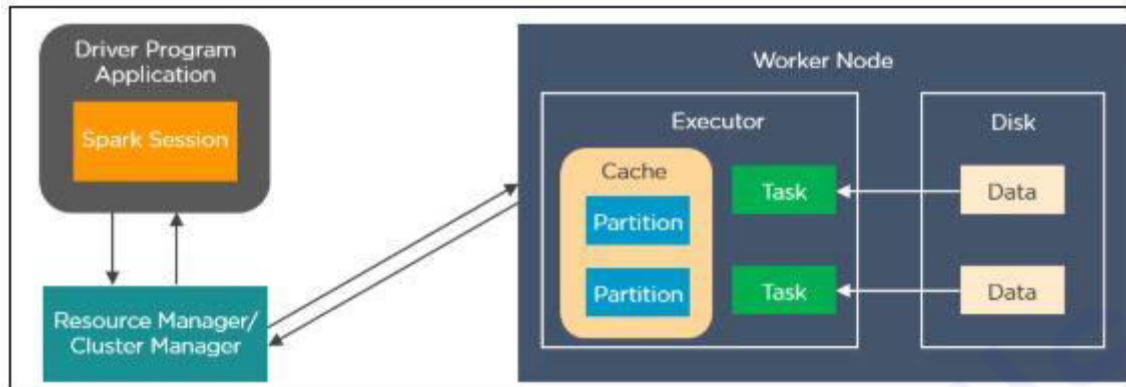 Driver Program
Application
Spark Session
Resource Manager/
Cluster Manager
Worker Node
Executor
Cache
Partition
Partition
Task
Task
Disk
Data
Data